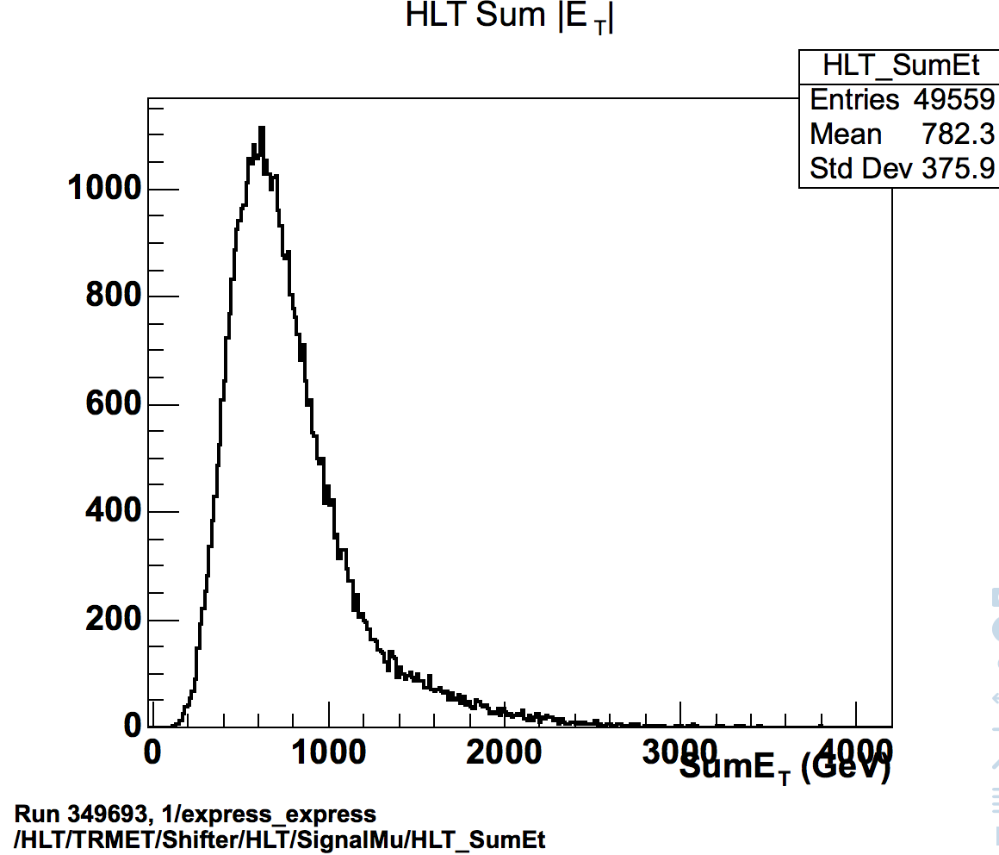 HLT Sum |E T|
HLT_SumEt
Entries 49559
Mean 782.3
Std Dev 375.9
1000
800
600
400
200
0
0 1000 2000 3000 4000
SumE T (GeV)
Run 349693, 1/express_express
/HLT/TRMET/Shifter/HLT/SignalMu/HLT_SumEt